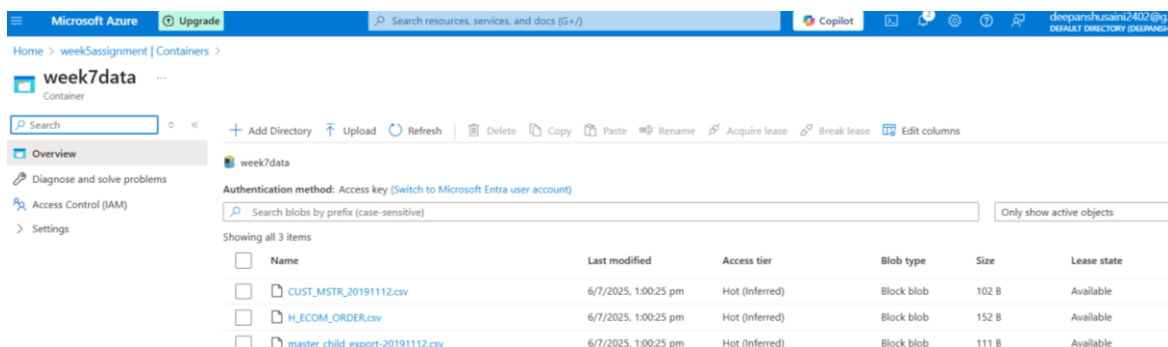 Microsoft Azure
Upgrade
Search resources, services, and docs (G+/)
Copilot
2
deepanshusaini2402@g
DEFAULT DIRECTORY (DEEPANSH
Home > week5assignment | Containers >
week7data ...
Container
Search
Overview
Diagnose and solve problems
Access Control (IAM)
Settings
Add Directory Upload Refresh Delete Copy Paste Rename Acquire lease Break lease Edit columns
week7data
Authentication method: Access key (Switch to Microsoft Entra user account)
Search blobs by prefix (case-sensitive)
Only show active objects
Showing all 3 items
Name Last modified Access tier Blob type Size Lease state
CUST_MSTR_20191112.csv 6/7/2025, 1:00:25 pm Hot (Inferred) Block blob 102 B Available
H_ECOM_ORDER.csv 6/7/2025, 1:00:25 pm Hot (Inferred) Block blob 152 B Available
master_child_export-20191112.csv 6/7/2025, 1:00:25 pm Hot (Inferred) Block blob 111 B Available